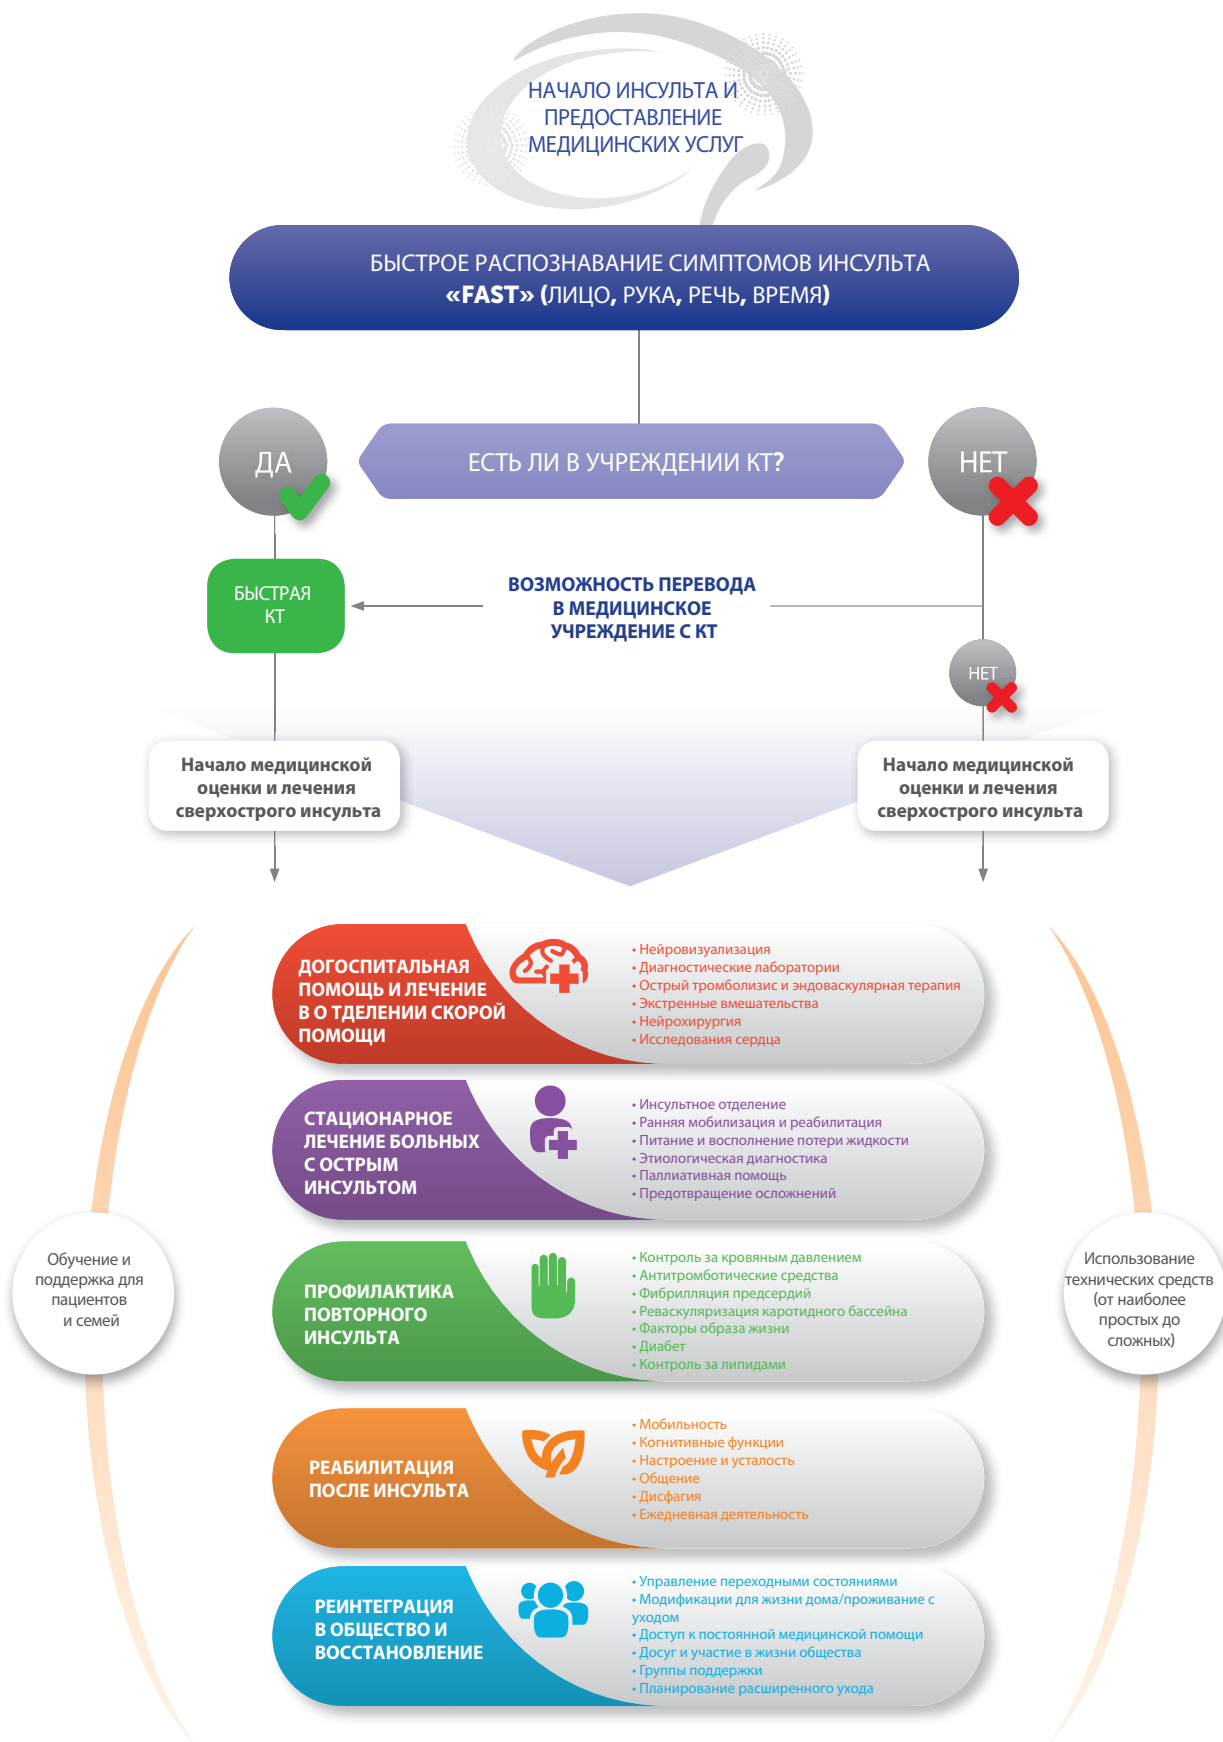 НАЧАЛО ИНСУЛЬТА И
ПРЕДОСТАВЛЕНИЕ
МЕДИЦИНСКИХ УСЛУГ
БЫСТРОЕ РАСПОЗНАВАНИЕ СИМПТОМОВ ИНСУЛЬТА
«FAST» (ЛИЦО, РУКА, РЕЧЬ, ВРЕМЯ)
ДА
ЕСТЬ ЛИ В УЧРЕЖДЕНИИ КТ?
НЕТ
БЫСТРАЯ
КТ
ВОЗМОЖНОСТЬ ПЕРЕВОДА
В МЕДИЦИНСКОЕ
УЧРЕЖДЕНИЕ С КТ
НЕТ
Начало медицинской
оценки и лечения
сверхострого инсульта
Начало медицинской
оценки и лечения
сверхострого инсульта
ДОГОСПИТАЛЬНАЯ
ПОМОЩЬ И ЛЕЧЕНИЕ
В О ТДЕЛЕНИИ СКОРОЙ
ПОМОЩИ
• Нейровизуализация
• Диагностические лаборатории
• Острый тромболизис и эндоваскулярная терапия
• Экстренные вмешательства
• Нейрохирургия
• Исследования сердца
СТАЦИОНАРНОЕ
ЛЕЧЕНИЕ БОЛЬНЫХ
С ОСТРЫМ
ИНСУЛЬТОМ
• Инсультное отделение
• Ранняя мобилизация и реабилитация
• Питание и восполнение потери жидкости
• Этиологическая диагностика
• Паллиативная помощь
• Предотвращение осложнений
Обучение и
поддержка для
пациентов
и семей
ПРОФИЛАКТИКА
ПОВТОРНОГО
ИНСУЛЬТА
• Контроль за кровяным давлением
• Антитромботические средства
• Фибрилляция предсердий
• Реваскуляризация каротидного бассейна
• Факторы образа жизни
• Диабет
• Контроль за липидами
Использование
технических средств
(от наиболее
простых до
сложных)
РЕАБИЛИТАЦИЯ
ПОСЛЕ ИНСУЛЬТА
• Мобильность
• Когнитивные функции
• Настроение и усталость
• Общение
• Дисфагия
• Ежедневная деятельность
РЕИНТЕГРАЦИЯ
В ОБЩЕСТВО И
ВОССТАНОВЛЕНИЕ
• Управление переходными состояниями
• Модификации для жизни дома/проживание с
уходом
• Доступ к постоянной медицинской помощи
• Досуг и участие в жизни общества
• Группы поддержки
• Планирование расширенного ухода